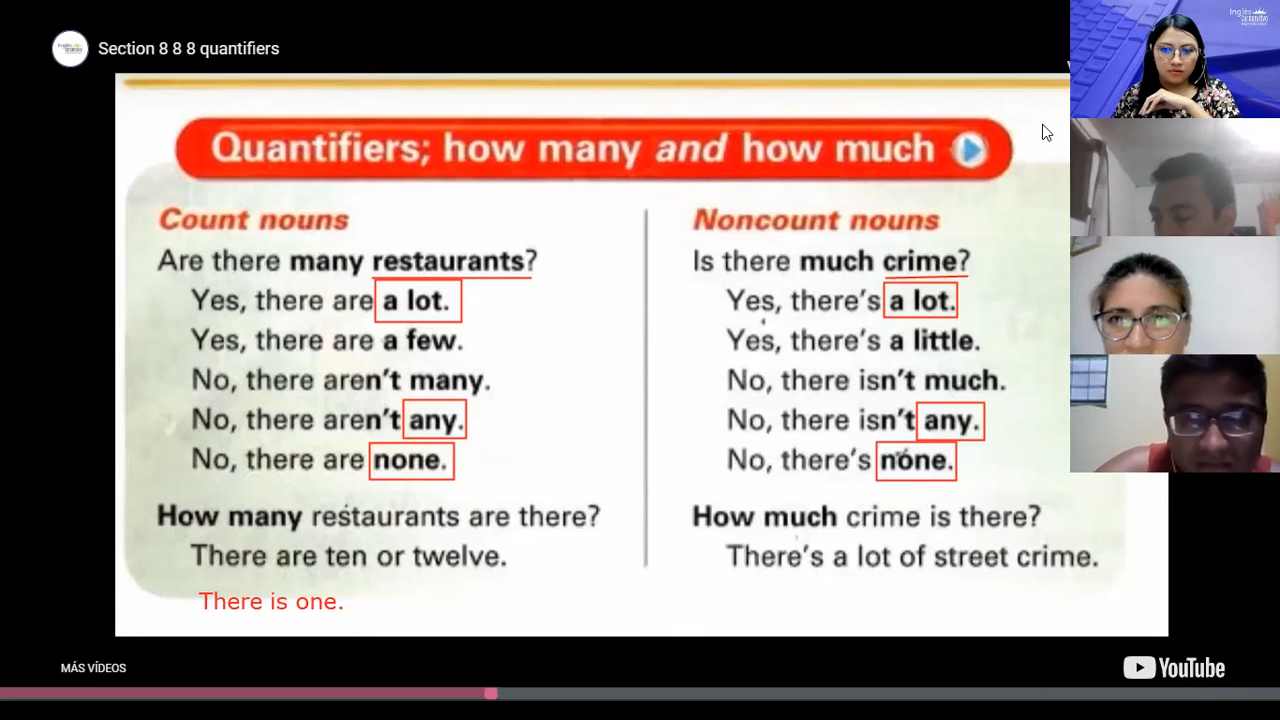 Section 8 8 8 quantifiers
Quantifiers; how many and how much
Count nouns
Are there many restaurants?
Yes, there are a lot.
Yes, there are a few.
No, there aren't many.
No, there aren't any.
No, there are none.
How many restaurants are there?
There are ten or twelve.
There is one.
Noncount nouns
Is there much crime?
Yes, there's a lot.
Yes, there's a little.
No, there isn't much.
No, there isn't any.
No, there's none.
How much crime is there?
There's a lot of street crime.
MÁS VÍDEOS
YouTube